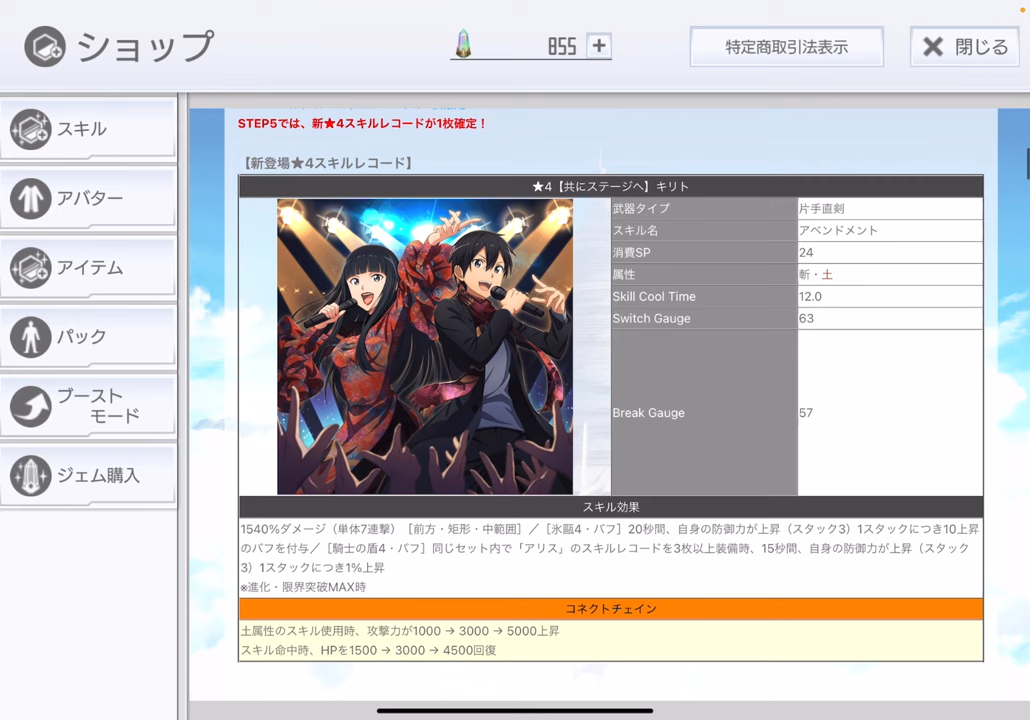 ショップ
855
特定商取引法表示
閉じる
スキル
アバター
アイテム
パック
ブースト
モード
ジェム購入
STEP5では、新★4スキルレコードが1枚確定！
【新登場★4スキルレコード】
★4【共にステージへ】キリト
武器タイプ 片手直剣
スキル名 アベンドメント
消費SP 24
属性 斬・土
Skill Cool Time 12.0
Switch Gauge 63
Break Gauge 57
スキル効果
1540%ダメージ（単体7連撃）［前方・矩形・中範囲］／［氷瓱4・バフ］20秒間、自身の防御力が上昇（スタック3）1スタックにつき10上昇
のバフを付与／［騎士の盾4・バフ］同じセット内で「アリス」のスキルレコードを3枚以上装備時、15秒間、自身の防御力が上昇（スタック
3）1スタックにつき1%上昇
※進化・限界突破MAX時
コネクトチェイン
土属性のスキル使用時、攻撃力が1000 → 3000 → 5000上昇
スキル命中時、HPを1500 → 3000 → 4500回復